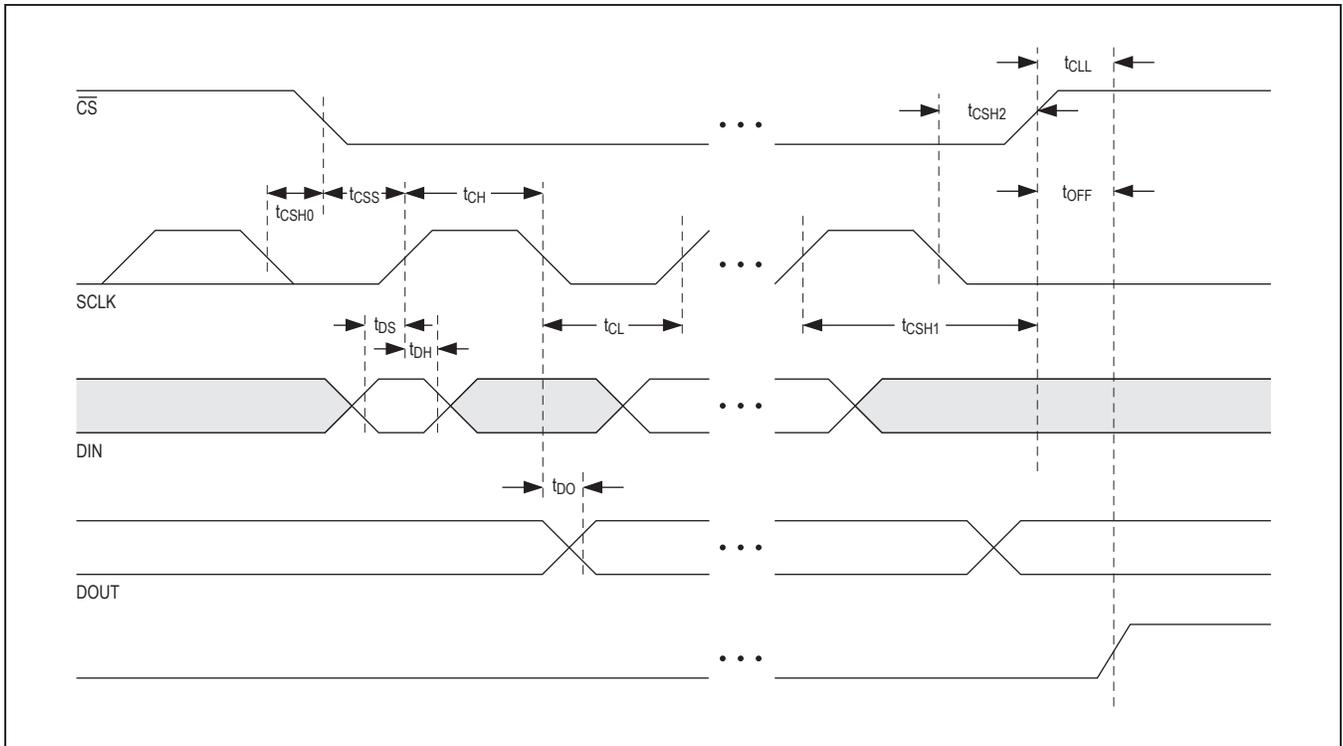 tCLL
CS
tCSH2
tCSS
tCH
tOFF
tCSH0
SCLK
tDS
tCL
tCSH1
tDH
DIN
tDO
DOUT